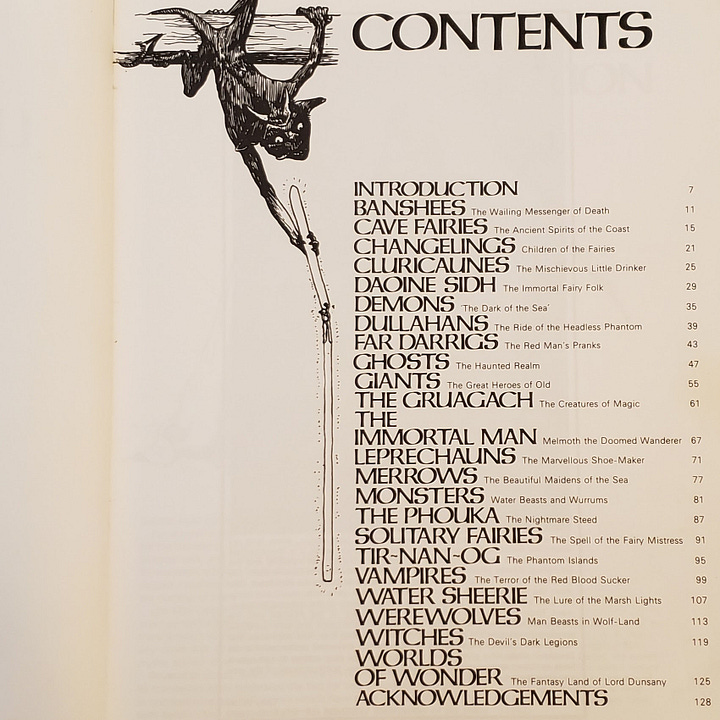 CONTENTS
INTRODUCTION 7
BANSHEES The Wailing Messenger of Death 11
CAVE FAIRIES The Ancient Spirits of the Coast 15
CHANGELINGS Children of the Fairies 21
CLURICAUNES The Mischievous Little Drinker 25
DAOINE SIDH The Immortal Fairy Folk 29
DEMONS 'The Dark of the Sea' 35
DULLAHANS The Ride of the Headless Phantom 39
FAR DARRIGS The Red Man's Pranks 43
GHOSTS The Haunted Realm 47
GIANTS The Great Heroes of Old 55
THE GRUAGACH The Creatures of Magic 61
THE
IMMORTAL MAN Melmoth the Doomed Wanderer 67
LEPRECHAUNS The Marvellous Shoe-Maker 71
MERROWS The Beautiful Maidens of the Sea 77
MONSTERS Water Beasts and Wurrums 81
THE PHOUKA The Nightmare Steed 87
SOLITARY FAIRIES The Spell of the Fairy Mistress 91
TIR-NAN-OG The Phantom Islands 95
VAMPIRES The Terror of the Red Blood Sucker 99
WATER SHEERIE The Lure of the Marsh Lights 107
WEREWOLVES Man Beasts in Wolf-Land 113
WITCHES The Devil's Dark Legions 119
WORLDS
OF WONDER The Fantasy Land of Lord Dunsany 125
ACKNOWLEDGEMENTS 128